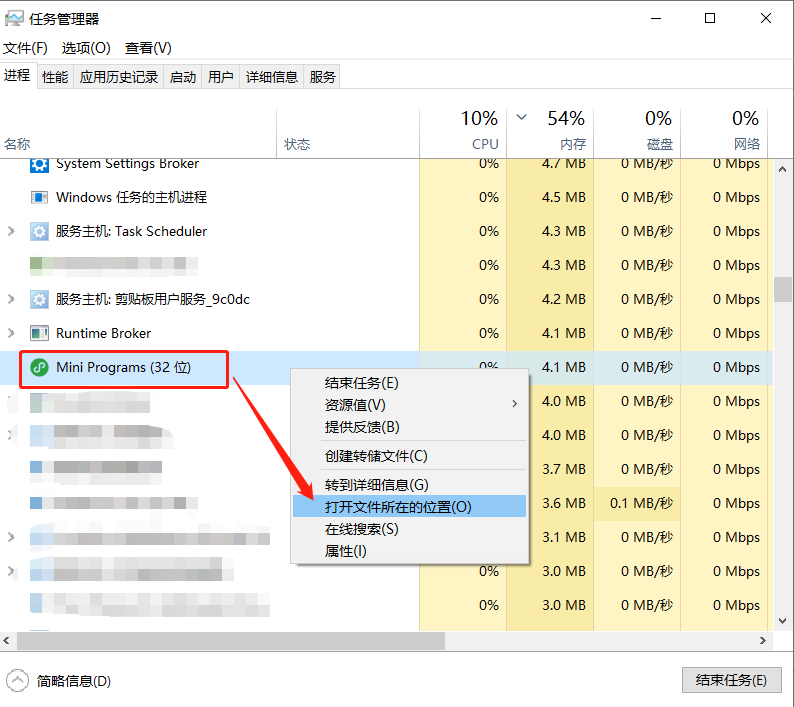 任务管理器
文件(F) 选项(O) 查看(V)
进程 性能 应用历史记录 启动 用户 详细信息 服务
10% 54% 0% 0%
名称 状态 CPU 内存 磁盘 网络
System Settings Broker 0% 4.7 MB 0 MB/秒 0 Mbps
Windows 任务的主机进程 0% 4.5 MB 0 MB/秒 0 Mbps
服务主机: Task Scheduler 0% 4.3 MB 0 MB/秒 0 Mbps
0% 4.3 MB 0 MB/秒 0 Mbps
服务主机: 剪贴板用户服务_9c0dc 0% 4.2 MB 0 MB/秒 0 Mbps
Runtime Broker 0% 4.1 MB 0 MB/秒 0 Mbps
Mini Programs (32 位) 0% 4.1 MB 0 MB/秒 0 Mbps
结束任务(E)
资源值(V)
提供反馈(B)
创建转储文件(C)
转到详细信息(G)
打开文件所在的位置(O)
在线搜索(S)
属性(I)
4.0 MB 0 MB/秒 0 Mbps
4.0 MB 0 MB/秒 0 Mbps
3.7 MB 0 MB/秒 0 Mbps
3.6 MB 0.1 MB/秒 0 Mbps
3.1 MB 0 MB/秒 0 Mbps
0% 3.0 MB 0 MB/秒 0 Mbps
0% 3.0 MB 0 MB/秒 0 Mbps
简略信息(D) 结束任务(E)